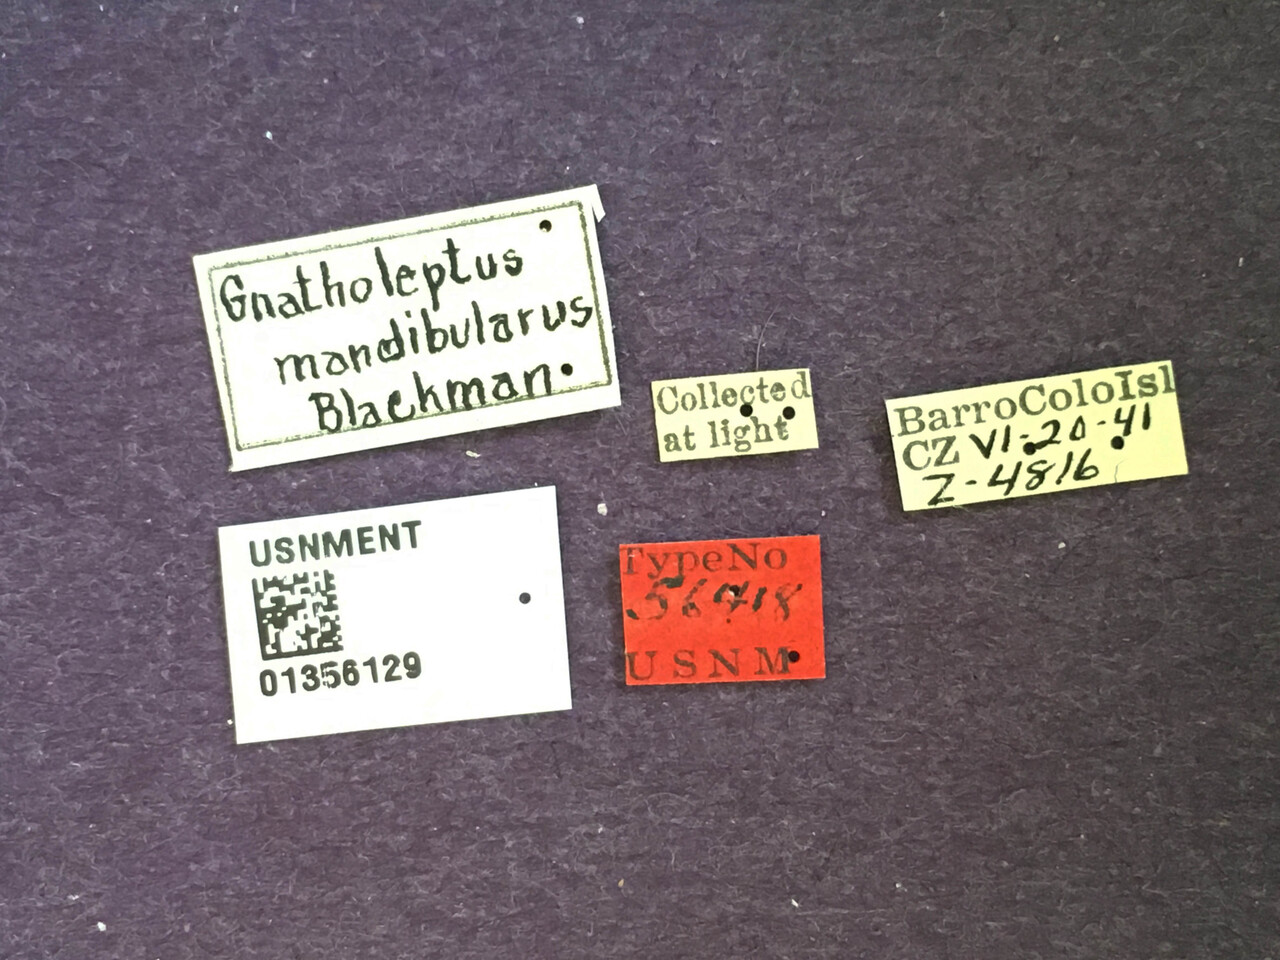 Gnatholeptus
mandibularus
Blackman
Collected
at light
BarroColoIsl
CZ VI-20-41
Z-4816
USNMENT
01356129
TypeNo
56418
USNM